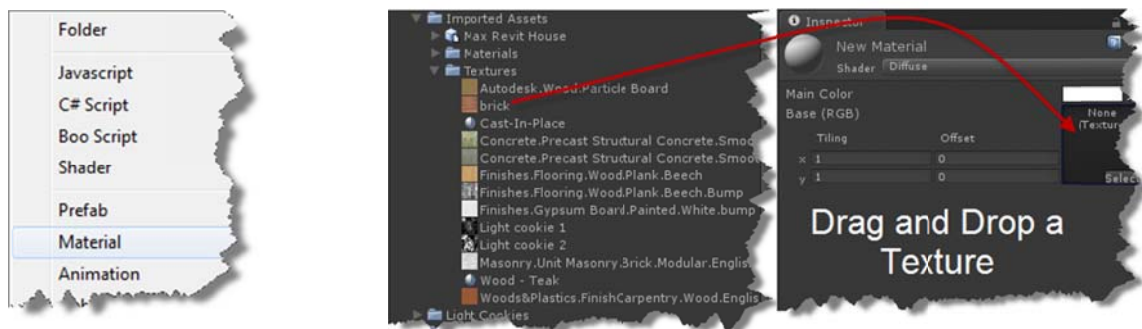 Folder
Javascript
C# Script
Boo Script
Shader
Prefab
Material
Animation
Imported Assets
Max Revit House
Materials
Textures
Autodesk.Wood.Particle Board
brick
Cast-In-Place
Concrete.Precast Structural Concrete.Smoo
Concrete.Precast Structural Concrete.Smoo
Finishes.Flooring.Wood.Plank.Beech
Finishes.Flooring.Wood.Plank.Beech.Bump
Finishes.Gypsum Board.Painted.White.bump
Light cookie 1
Light cookie 2
Masonry.Unit Masonry.Brick.Modular.Englis
Wood - Teak
Woods&Plastics.FinishCarpentry.Wood.Englis
Light Cookies
Inspector
New Material
Shader Diffuse
Main Color
Base (RGB)
None
(Textur
Tiling Offset
x 1 0
y 1 0
Select
Drag and Drop a
Texture